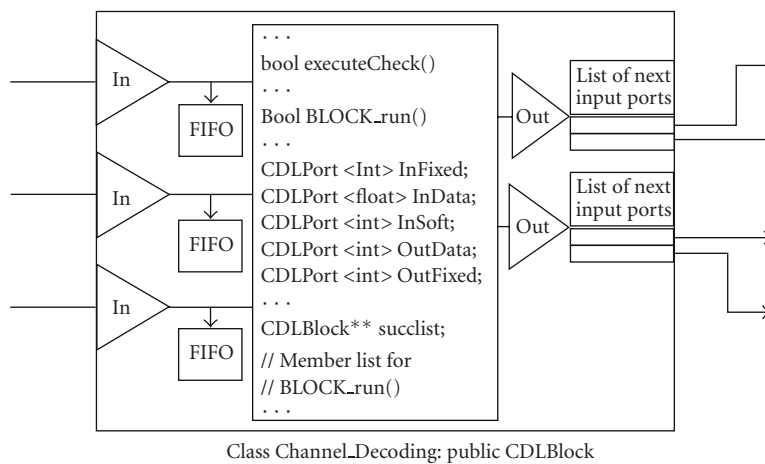 . . .
bool executeCheck()
. . .
Bool BLOCK_run()
. . .
CDLPort <Int> InFixed;
CDLPort <float> InData;
CDLPort <int> InSoft;
CDLPort <int> OutData;
CDLPort <int> OutFixed;
. . .
CDLBlock** succlist;
// Member list for
// BLOCK_run()
. . .
In
FIFO
In
FIFO
In
FIFO
Out
List of next
input ports
Out
List of next
input ports
Class Channel_Decoding: public CDLBlock